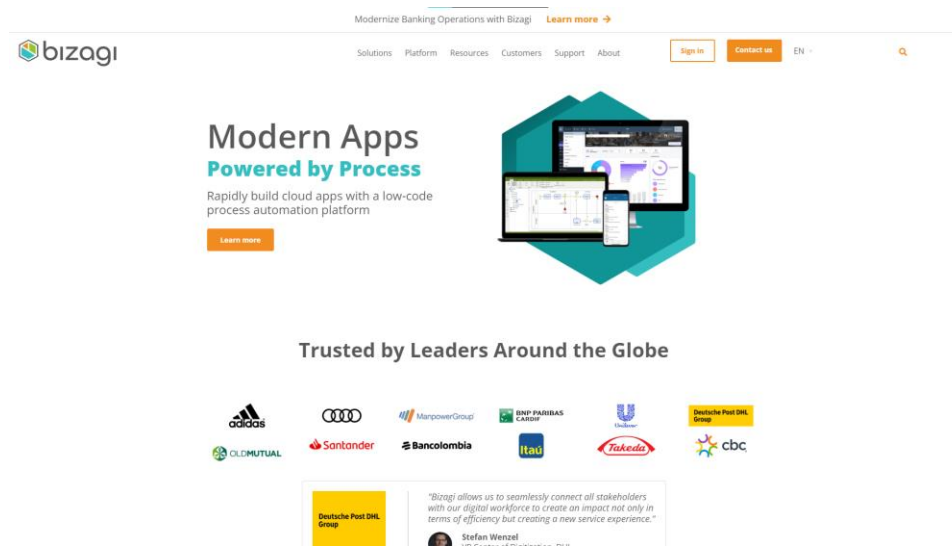 Modernize Banking Operations with Bizagi Learn more →
bizagi
Solutions Platform Resources Customers Support About
Sign in
Contact us
EN
Modern Apps
Powered by Process
Rapidly build cloud apps with a low-code
process automation platform
Learn more
Trusted by Leaders Around the Globe
adidas
ManpowerGroup
BNP PARIBAS
CARDIF
Unilever
Deutsche Post DHL
Group
OLDMUTUAL
Santander
Bancolombia
Itaú
Takeda
cbc
Deutsche Post DHL
Group
"Bizagi allows us to seamlessly connect all stakeholders
with our digital workforce to create an impact not only in
terms of efficiency but creating a new service experience."
Stefan Wenzel